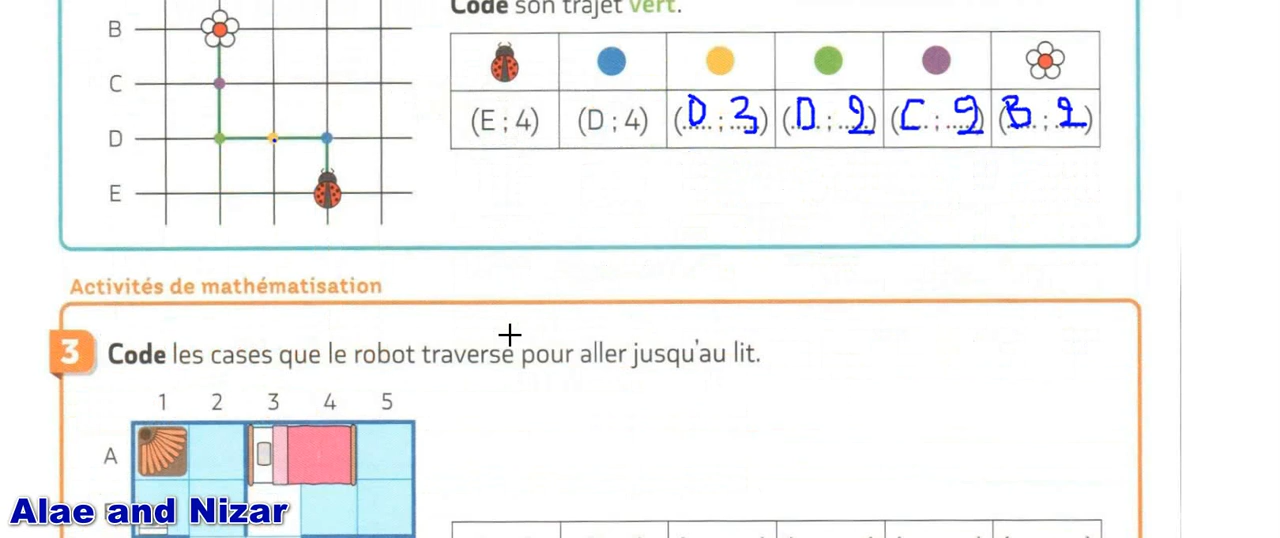 Code son trajet vert.
B
C
D
E
(E ; 4) (D ; 4) (D ; 3) (D ; 2) (C ; 2) (B ; 2)
Activités de mathématisation
3 Code les cases que le robot traverse pour aller jusqu'au lit.
1 2 3 4 5
A
Alae and Nizar